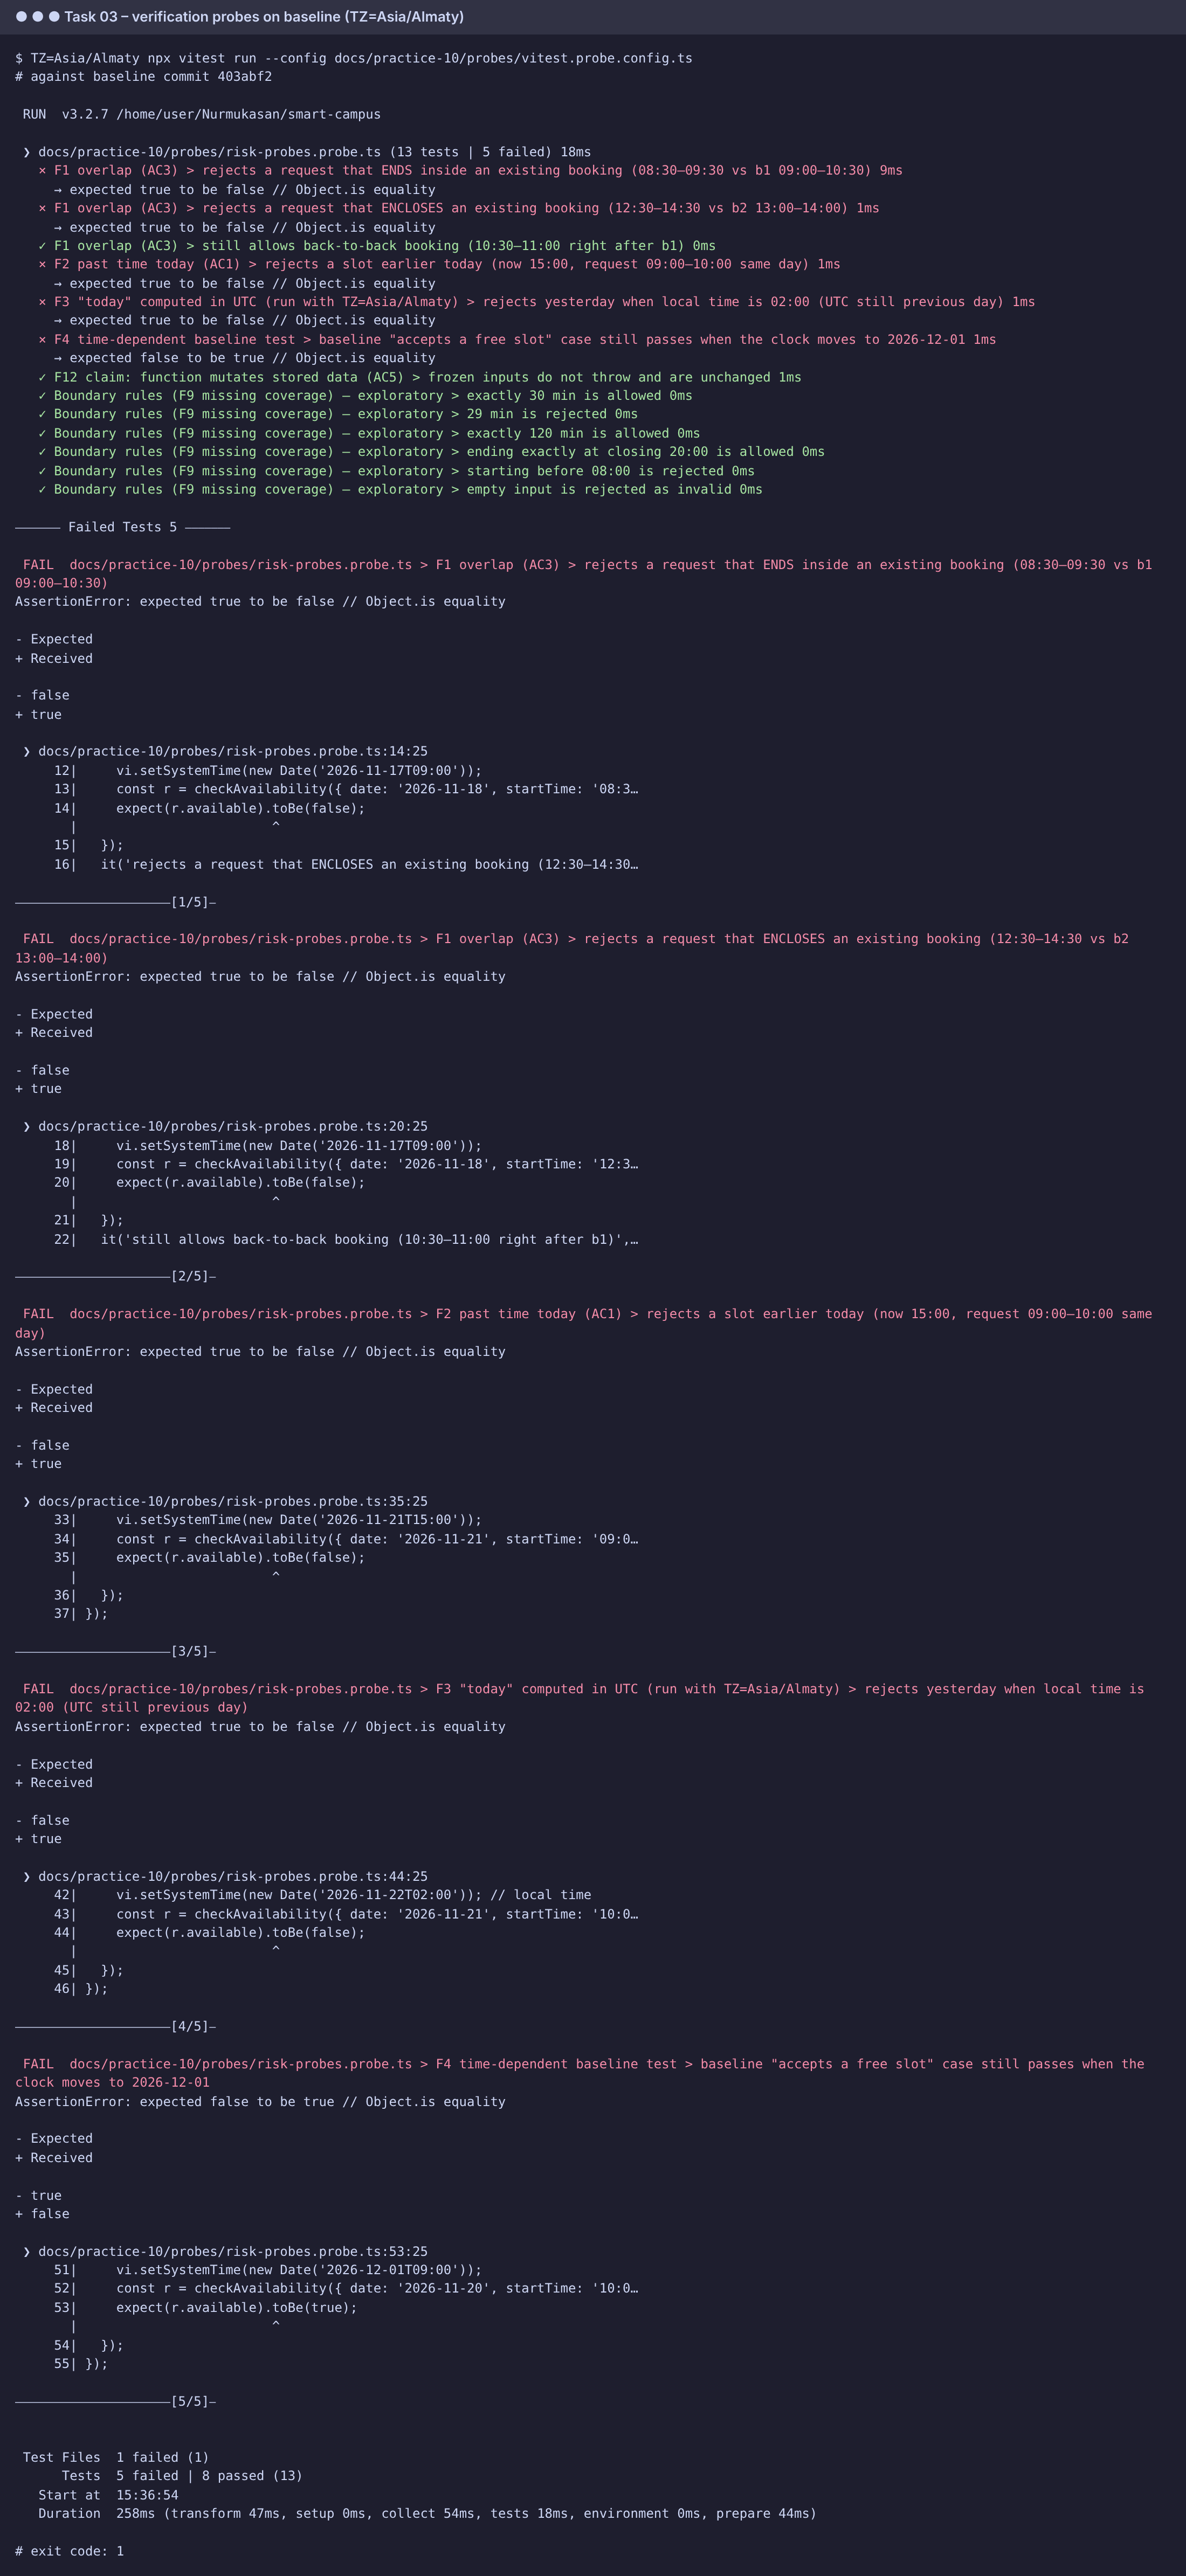 Task 03 – verification probes on baseline (TZ=Asia/Almaty)
$ TZ=Asia/Almaty npx vitest run --config docs/practice-10/probes/vitest.probe.config.ts
# against baseline commit 403abf2
RUN  v3.2.7 /home/user/Nurmukasan/smart-campus
❯ docs/practice-10/probes/risk-probes.probe.ts (13 tests | 5 failed) 18ms
× F1 overlap (AC3) > rejects a request that ENDS inside an existing booking (08:30–09:30 vs b1 09:00–10:30) 9ms
→ expected true to be false // Object.is equality
× F1 overlap (AC3) > rejects a request that ENCLOSES an existing booking (12:30–14:30 vs b2 13:00–14:00) 1ms
→ expected true to be false // Object.is equality
✓ F1 overlap (AC3) > still allows back-to-back booking (10:30–11:00 right after b1) 0ms
× F2 past time today (AC1) > rejects a slot earlier today (now 15:00, request 09:00–10:00 same day) 1ms
→ expected true to be false // Object.is equality
× F3 "today" computed in UTC (run with TZ=Asia/Almaty) > rejects yesterday when local time is 02:00 (UTC still previous day) 1ms
→ expected true to be false // Object.is equality
× F4 time-dependent baseline test > baseline "accepts a free slot" case still passes when the clock moves to 2026-12-01 1ms
→ expected false to be true // Object.is equality
✓ F12 claim: function mutates stored data (AC5) > frozen inputs do not throw and are unchanged 1ms
✓ Boundary rules (F9 missing coverage) — exploratory > exactly 30 min is allowed 0ms
✓ Boundary rules (F9 missing coverage) — exploratory > 29 min is rejected 0ms
✓ Boundary rules (F9 missing coverage) — exploratory > exactly 120 min is allowed 0ms
✓ Boundary rules (F9 missing coverage) — exploratory > ending exactly at closing 20:00 is allowed 0ms
✓ Boundary rules (F9 missing coverage) — exploratory > starting before 08:00 is rejected 0ms
✓ Boundary rules (F9 missing coverage) — exploratory > empty input is rejected as invalid 0ms
—————— Failed Tests 5 ——————
FAIL  docs/practice-10/probes/risk-probes.probe.ts > F1 overlap (AC3) > rejects a request that ENDS inside an existing booking (08:30–09:30 vs b1
09:00–10:30)
AssertionError: expected true to be false // Object.is equality
- Expected
+ Received
- false
+ true
❯ docs/practice-10/probes/risk-probes.probe.ts:14:25
12|     vi.setSystemTime(new Date('2026-11-17T09:00'));
13|     const r = checkAvailability({ date: '2026-11-18', startTime: '08:3…
14|     expect(r.available).toBe(false);
|                         ^
15|   });
16|   it('rejects a request that ENCLOSES an existing booking (12:30–14:30…
————————————————————[1/5]—
FAIL  docs/practice-10/probes/risk-probes.probe.ts > F1 overlap (AC3) > rejects a request that ENCLOSES an existing booking (12:30–14:30 vs b2
13:00–14:00)
AssertionError: expected true to be false // Object.is equality
- Expected
+ Received
- false
+ true
❯ docs/practice-10/probes/risk-probes.probe.ts:20:25
18|     vi.setSystemTime(new Date('2026-11-17T09:00'));
19|     const r = checkAvailability({ date: '2026-11-18', startTime: '12:3…
20|     expect(r.available).toBe(false);
|                         ^
21|   });
22|   it('still allows back-to-back booking (10:30–11:00 right after b1)',…
————————————————————[2/5]—
FAIL  docs/practice-10/probes/risk-probes.probe.ts > F2 past time today (AC1) > rejects a slot earlier today (now 15:00, request 09:00–10:00 same
day)
AssertionError: expected true to be false // Object.is equality
- Expected
+ Received
- false
+ true
❯ docs/practice-10/probes/risk-probes.probe.ts:35:25
33|     vi.setSystemTime(new Date('2026-11-21T15:00'));
34|     const r = checkAvailability({ date: '2026-11-21', startTime: '09:0…
35|     expect(r.available).toBe(false);
|                         ^
36|   });
37| });
————————————————————[3/5]—
FAIL  docs/practice-10/probes/risk-probes.probe.ts > F3 "today" computed in UTC (run with TZ=Asia/Almaty) > rejects yesterday when local time is
02:00 (UTC still previous day)
AssertionError: expected true to be false // Object.is equality
- Expected
+ Received
- false
+ true
❯ docs/practice-10/probes/risk-probes.probe.ts:44:25
42|     vi.setSystemTime(new Date('2026-11-22T02:00')); // local time
43|     const r = checkAvailability({ date: '2026-11-21', startTime: '10:0…
44|     expect(r.available).toBe(false);
|                         ^
45|   });
46| });
————————————————————[4/5]—
FAIL  docs/practice-10/probes/risk-probes.probe.ts > F4 time-dependent baseline test > baseline "accepts a free slot" case still passes when the
clock moves to 2026-12-01
AssertionError: expected false to be true // Object.is equality
- Expected
+ Received
- true
+ false
❯ docs/practice-10/probes/risk-probes.probe.ts:53:25
51|     vi.setSystemTime(new Date('2026-12-01T09:00'));
52|     const r = checkAvailability({ date: '2026-11-20', startTime: '10:0…
53|     expect(r.available).toBe(true);
|                         ^
54|   });
55| });
————————————————————[5/5]—
Test Files  1 failed (1)
Tests  5 failed | 8 passed (13)
Start at  15:36:54
Duration  258ms (transform 47ms, setup 0ms, collect 54ms, tests 18ms, environment 0ms, prepare 44ms)
# exit code: 1